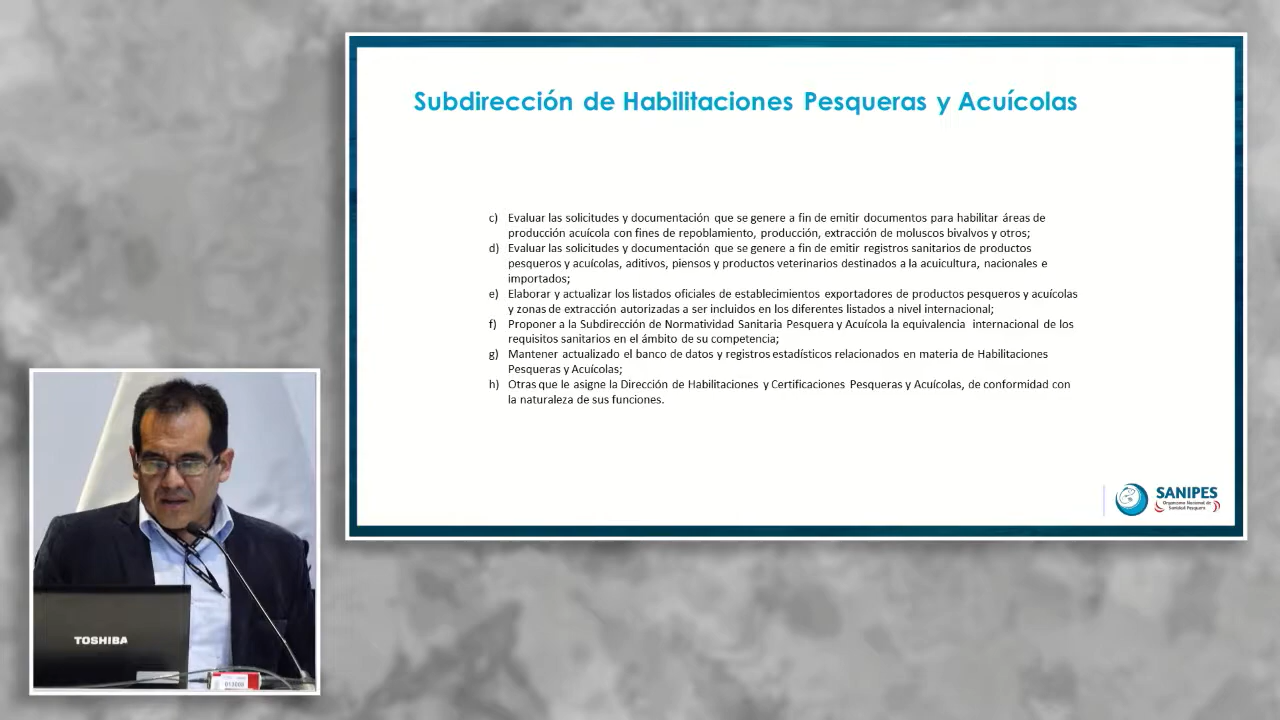 Subdirección de Habilitaciones Pesqueras y Acuícolas
c) Evaluar las solicitudes y documentación que se genere a fin de emitir documentos para habilitar áreas de
producción acuícola con fines de repoblamiento, producción, extracción de moluscos bivalvos y otros;
d) Evaluar las solicitudes y documentación que se genere a fin de emitir registros sanitarios de productos
pesqueros y acuícolas, aditivos, piensos y productos veterinarios destinados a la acuicultura, nacionales e
importados;
e) Elaborar y actualizar los listados oficiales de establecimientos exportadores de productos pesqueros y acuícolas
y zonas de extracción autorizadas a ser incluidos en los diferentes listados a nivel internacional;
f) Proponer a la Subdirección de Normatividad Sanitaria Pesquera y Acuícola la equivalencia internacional de los
requisitos sanitarios en el ámbito de su competencia;
g) Mantener actualizado el banco de datos y registros estadísticos relacionados en materia de Habilitaciones
Pesqueras y Acuícolas;
h) Otras que le asigne la Dirección de Habilitaciones y Certificaciones Pesqueras y Acuícolas, de conformidad con
la naturaleza de sus funciones.
SANIPES
Organismo Nacional de
Sanidad Pesquera
TOSHIBA